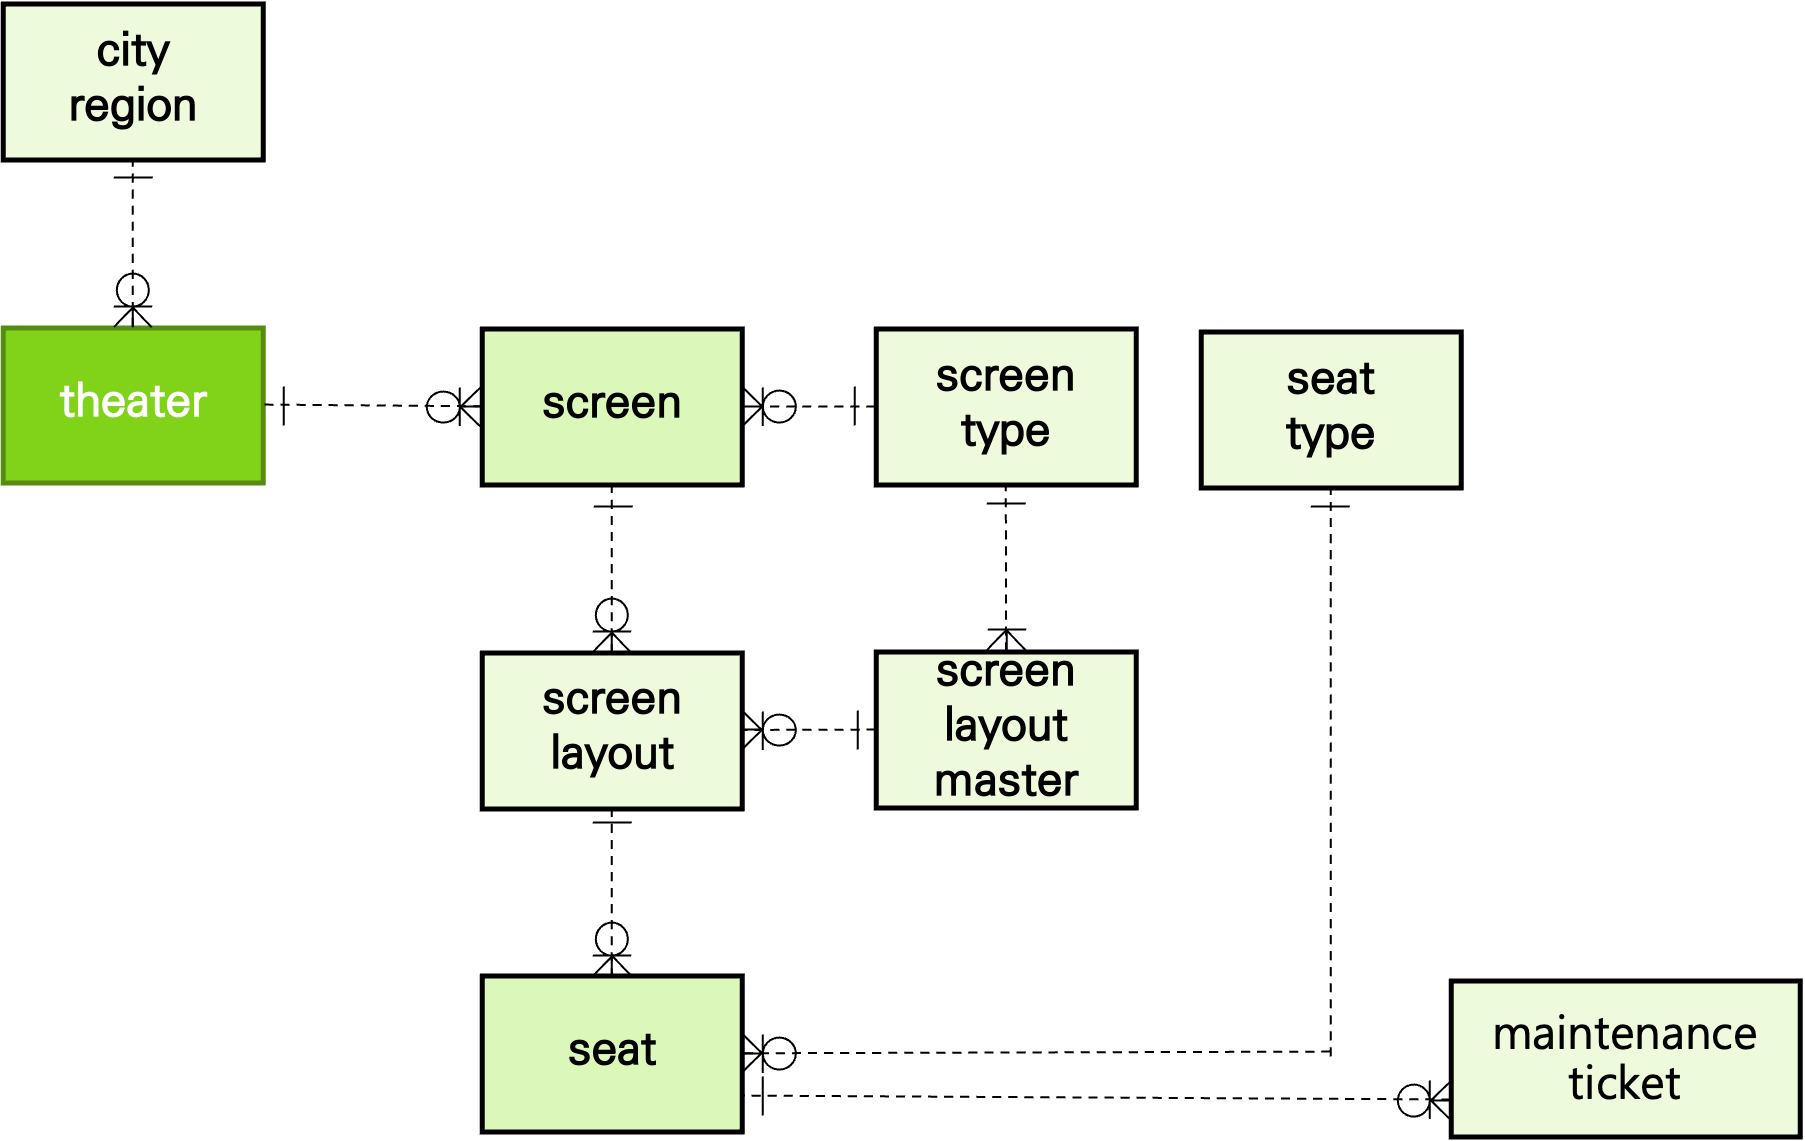 city
region
theater
screen
screen
type
seat
type
screen
layout
screen
layout
master
seat
maintenance
ticket